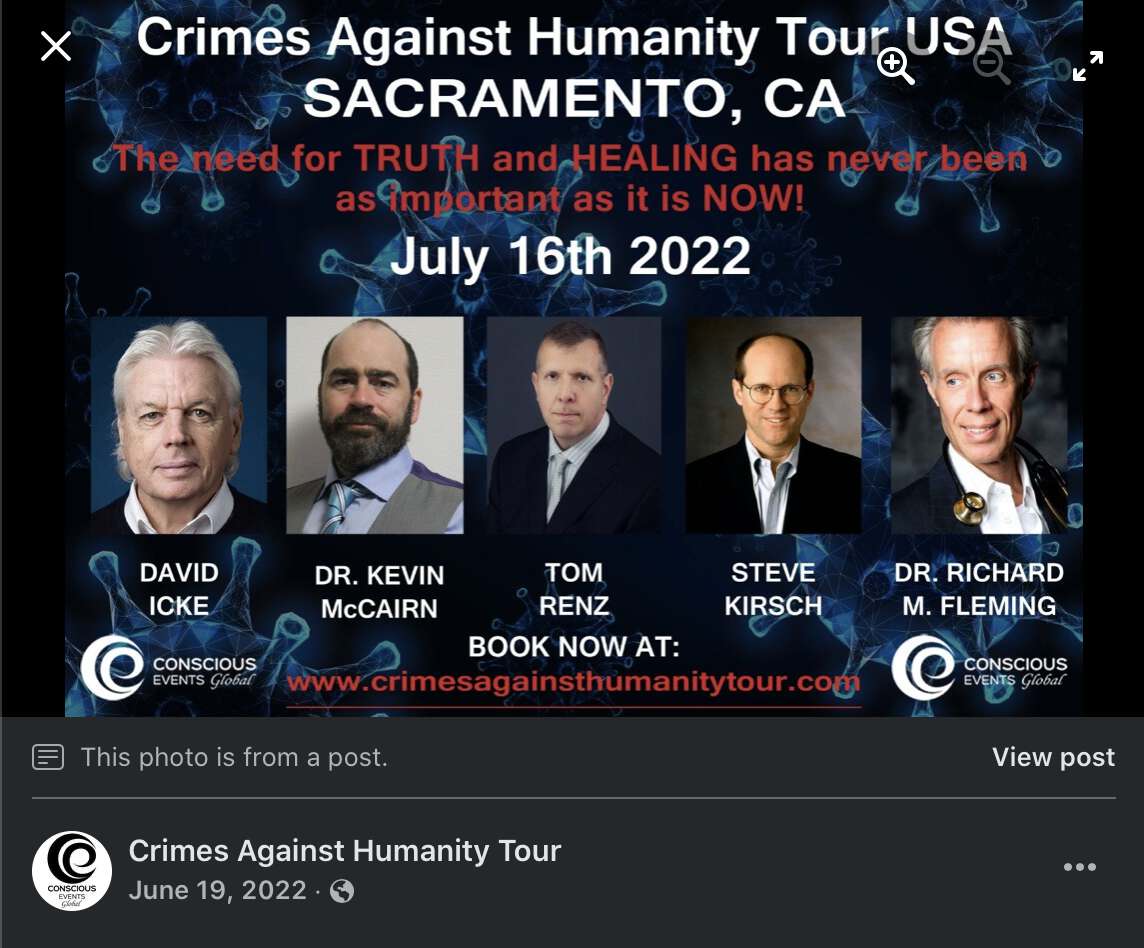 Crimes Against Humanity Tour USA
SACRAMENTO, CA
The need for TRUTH and HEALING has never been
as important as it is NOW!
July 16th 2022
DAVID
ICKE
DR. KEVIN
McCAIRN
TOM
RENZ
STEVE
KIRSCH
DR. RICHARD
M. FLEMING
BOOK NOW AT:
www.crimesagainsthumanitytour.com
CONSCIOUS
EVENTS Global
CONSCIOUS
EVENTS Global
This photo is from a post.
View post
CONSCIOUS
EVENTS
Global
Crimes Against Humanity Tour
June 19, 2022 ·